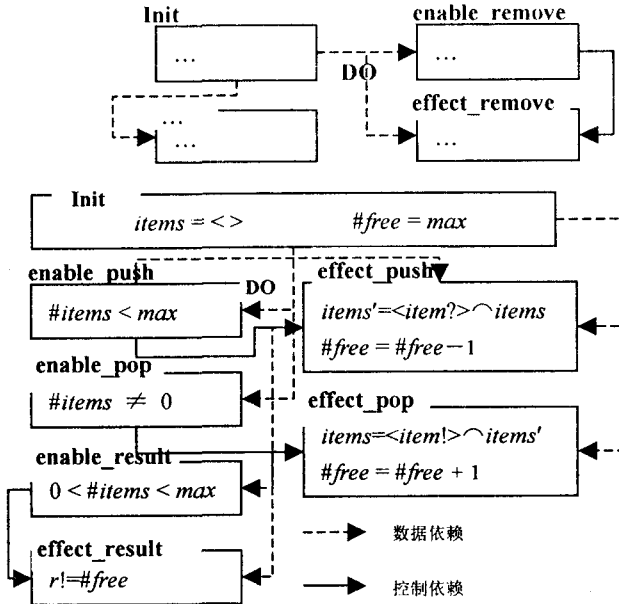 Init
enable_remove
…
DO
…
effect_remove
…
…
…
Init
items = < >   #free = max
enable_push
DO
effect_push
#items < max
items'=<item?>⌒items
#free = #free−1
enable_pop
#items ≠ 0
effect_pop
items=<item!>⌒items'
#free = #free + 1
enable_result
0 < #items < max
effect_result
r!=#free
数据依赖
控制依赖